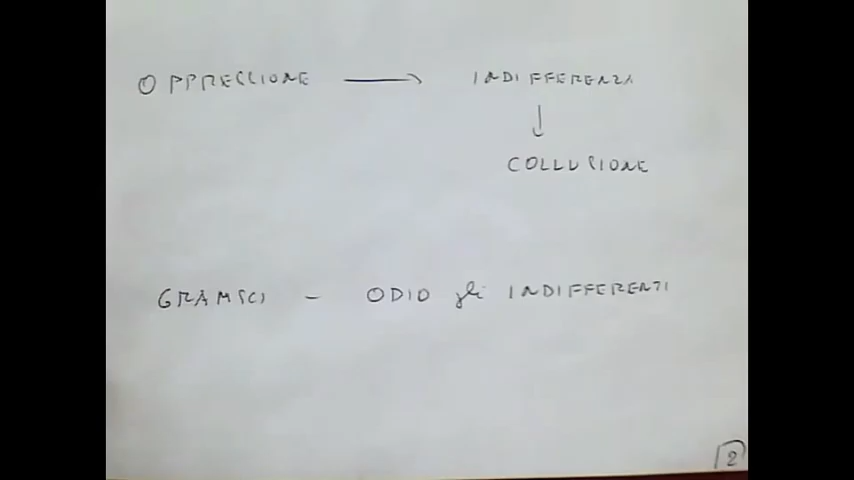 OPPRESSIONE → INDIFFERENZA
↓
COLLUSIONE
GRAMSCI - ODIO gli INDIFFERENTI
2